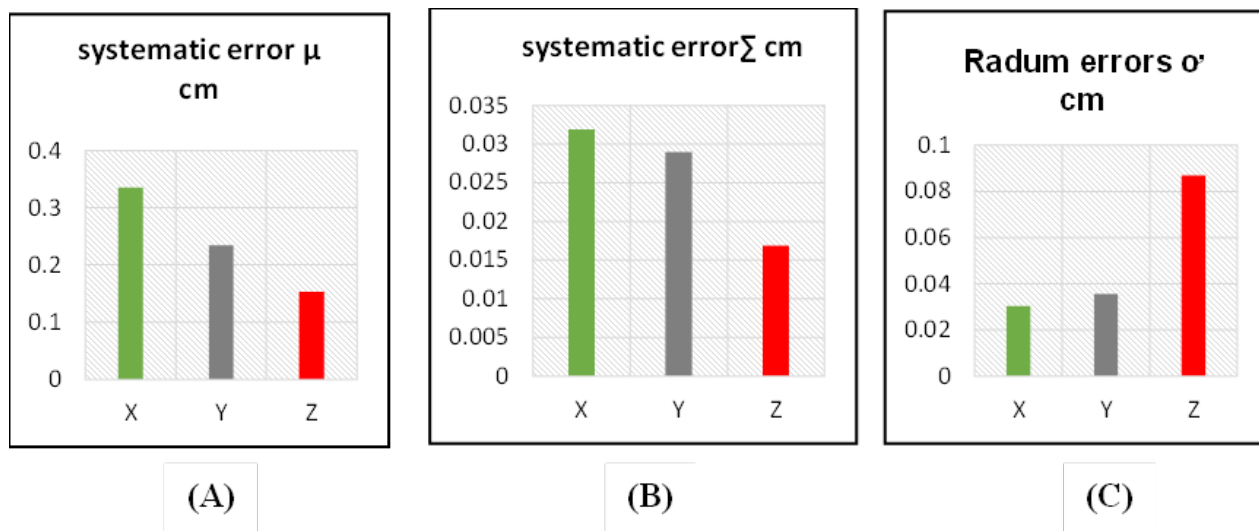 systematic error µ
cm
0.4
0.3
0.2
0.1
0
X Y Z
(A)
systematic error∑ cm
0.035
0.03
0.025
0.02
0.015
0.01
0.005
0
X Y Z
(B)
Radum errors σ
cm
0.1
0.08
0.06
0.04
0.02
0
X Y Z
(C)